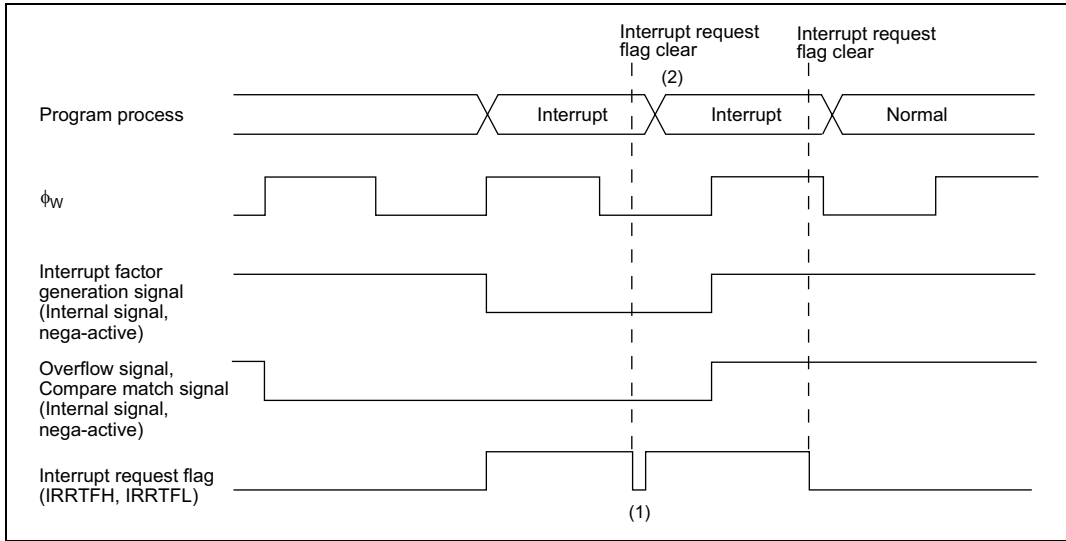 Interrupt request
flag clear
Interrupt request
flag clear
(2)
Program process
Interrupt
Interrupt
Normal
ϕW
Interrupt factor
generation signal
(Internal signal,
nega-active)
Overflow signal,
Compare match signal
(Internal signal,
nega-active)
Interrupt request flag
(IRRTFH, IRRTFL)
(1)